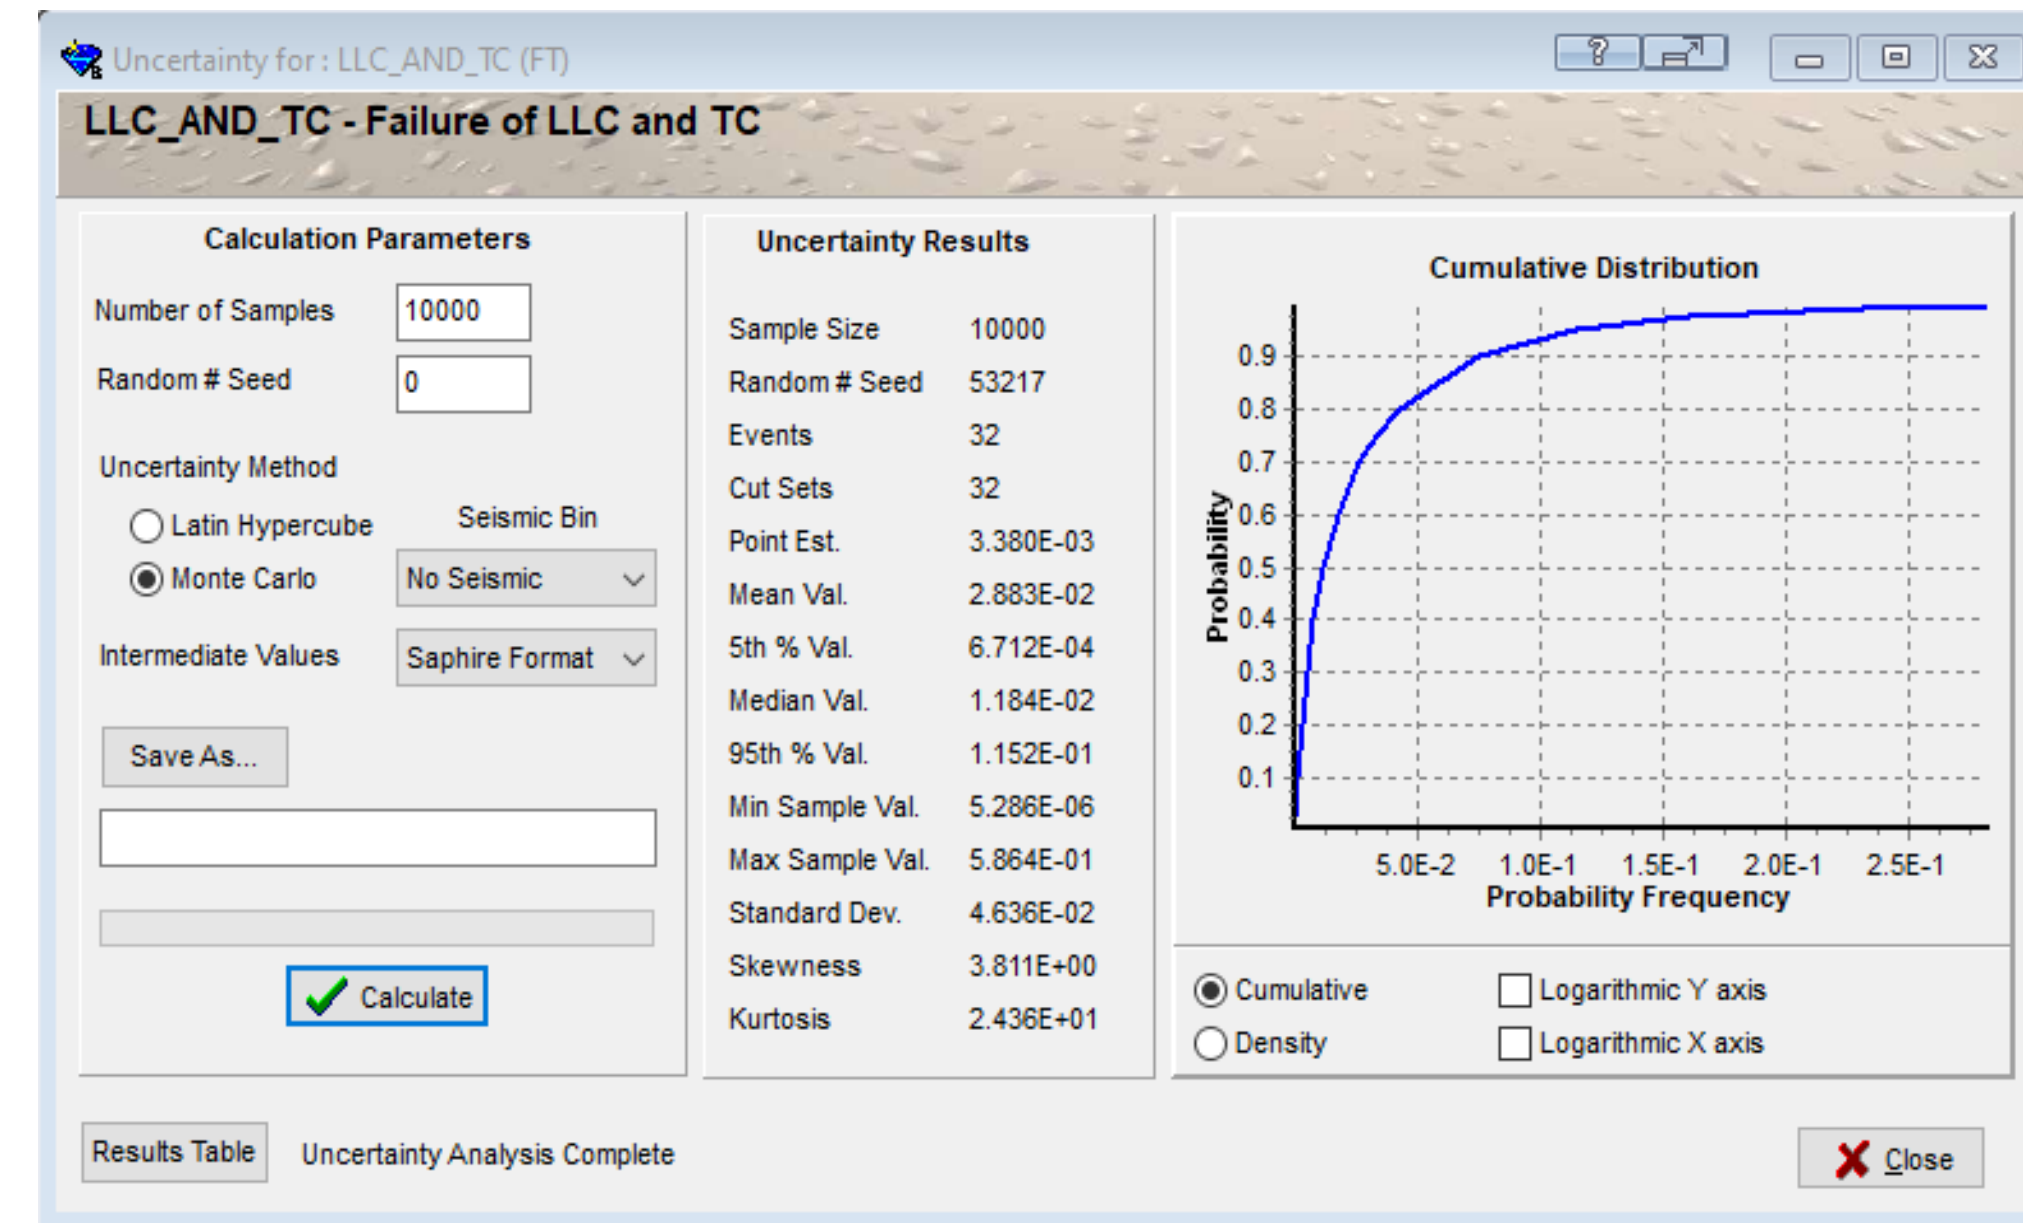 Uncertainty for : LLC_AND_TC (FT)
?
LLC_AND_TC - Failure of LLC and TC
Calculation Parameters
Number of Samples 10000
Random # Seed 0
Uncertainty Method
Latin Hypercube
Monte Carlo
Seismic Bin
No Seismic
Intermediate Values Saphire Format
Save As...
Calculate
Uncertainty Results
Sample Size 10000
Random # Seed 53217
Events 32
Cut Sets 32
Point Est. 3.380E-03
Mean Val. 2.883E-02
5th % Val. 6.712E-04
Median Val. 1.184E-02
95th % Val. 1.152E-01
Min Sample Val. 5.286E-06
Max Sample Val. 5.864E-01
Standard Dev. 4.636E-02
Skewness 3.811E+00
Kurtosis 2.436E+01
Cumulative Distribution
Probability
0.9
0.8
0.7
0.6
0.5
0.4
0.3
0.2
0.1
5.0E-2 1.0E-1 1.5E-1 2.0E-1 2.5E-1
Probability Frequency
Cumulative
Density
Logarithmic Y axis
Logarithmic X axis
Results Table
Uncertainty Analysis Complete
Close